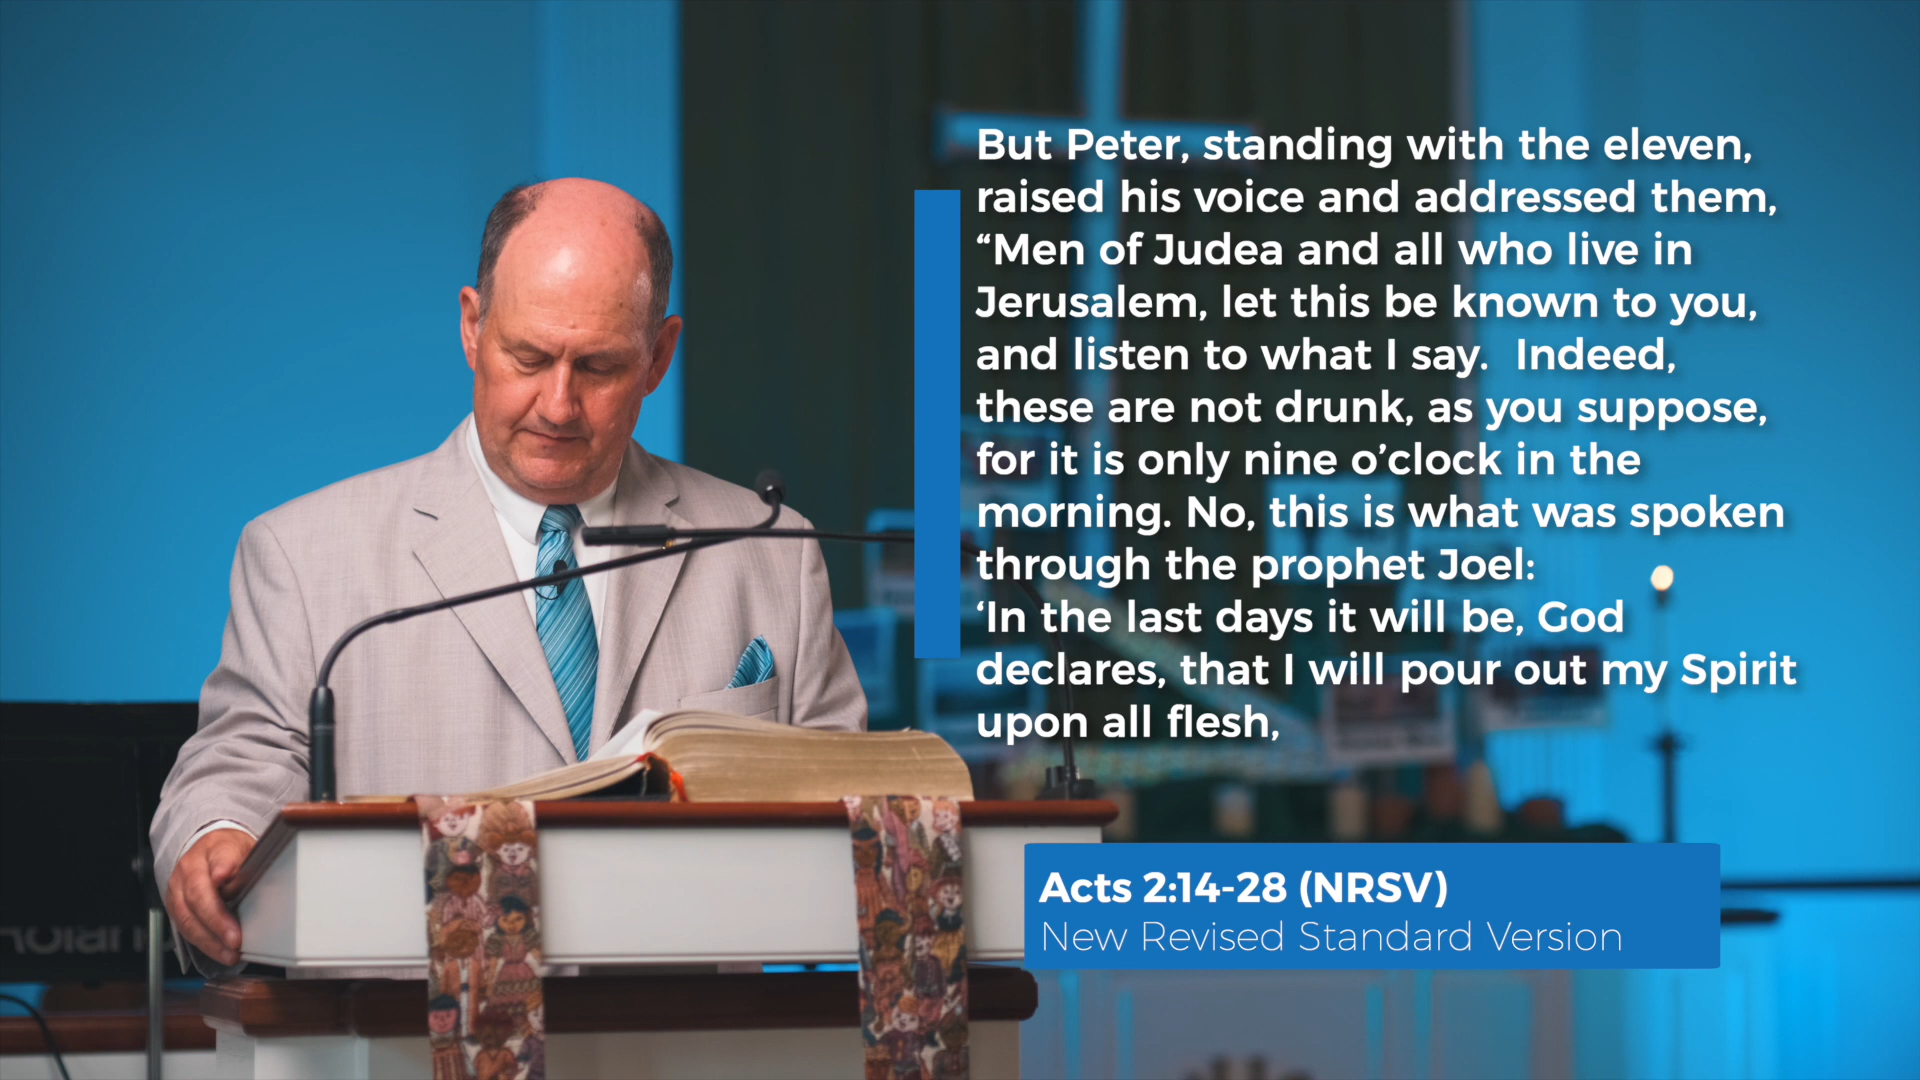 But Peter, standing with the eleven,
raised his voice and addressed them,
“Men of Judea and all who live in
Jerusalem, let this be known to you,
and listen to what I say.  Indeed,
these are not drunk, as you suppose,
for it is only nine o’clock in the
morning. No, this is what was spoken
through the prophet Joel:
‘In the last days it will be, God
declares, that I will pour out my Spirit
upon all flesh,
Acts 2:14-28 (NRSV)
New Revised Standard Version